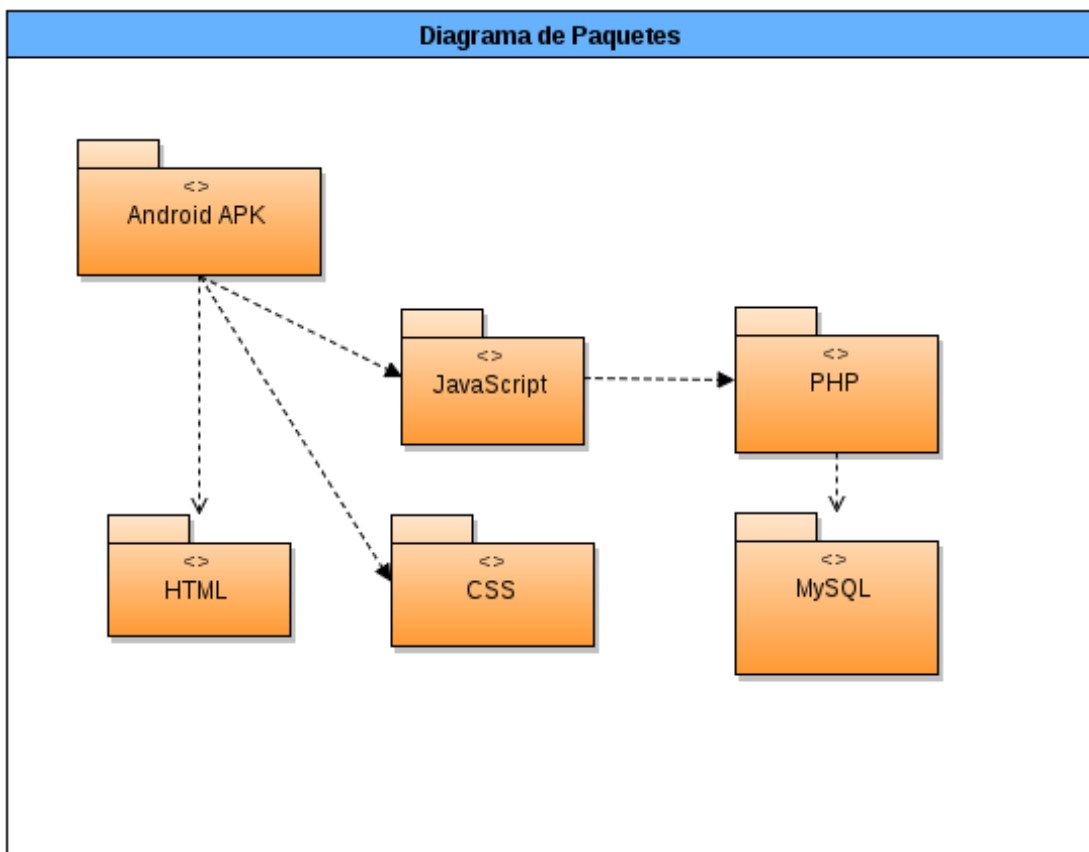 Diagrama de Paquetes
<>
Android APK
<>
JavaScript
<>
PHP
<>
HTML
<>
CSS
<>
MySQL